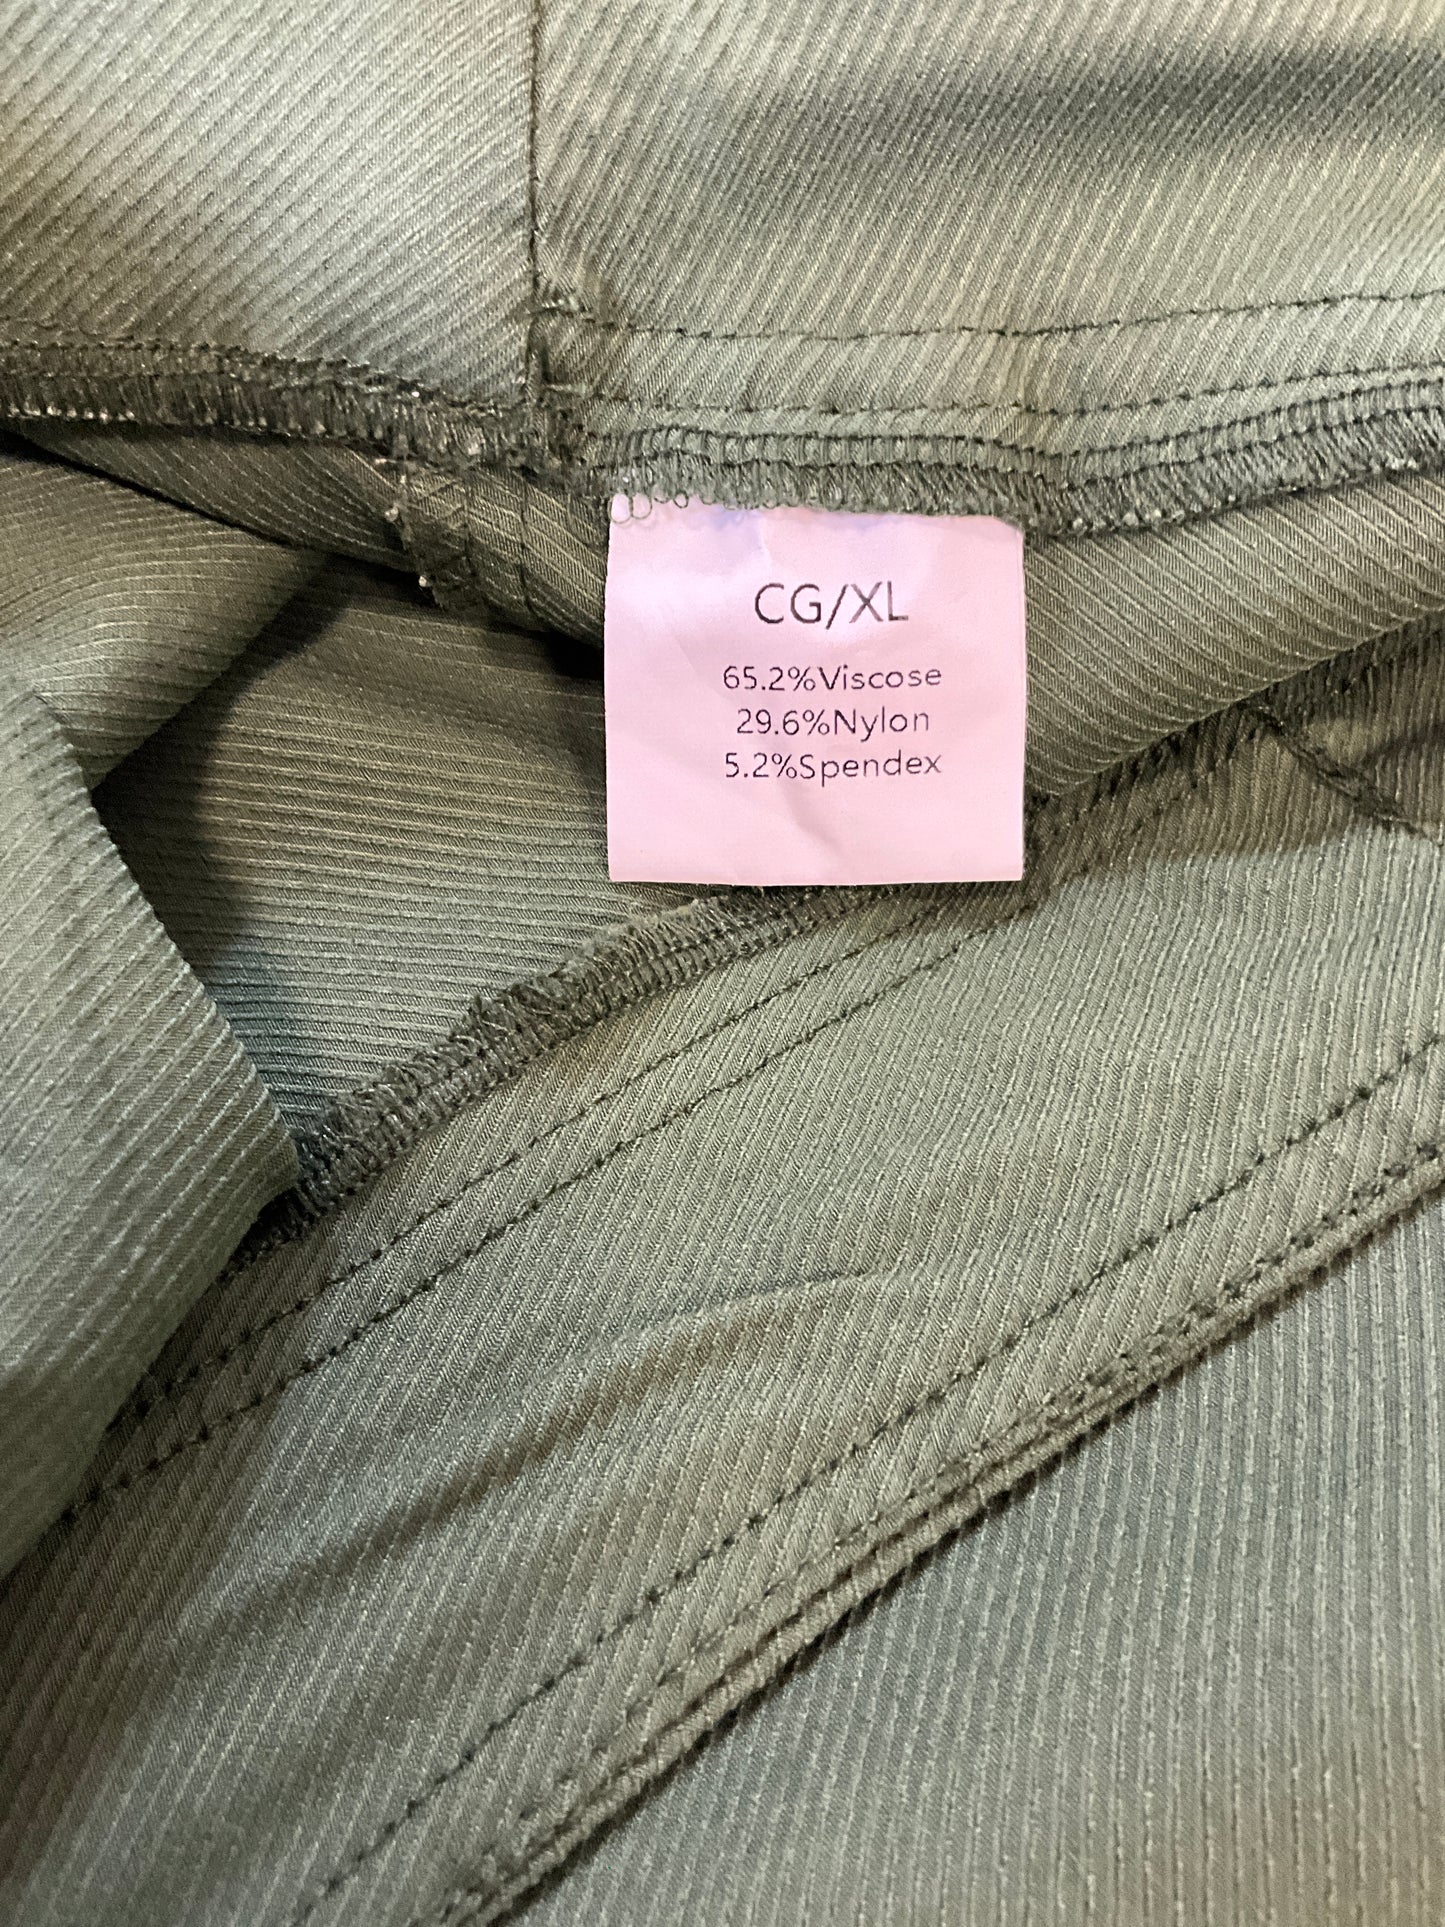 CG/XL
65.2%Viscose
29.6%Nylon
5.2%Spendex